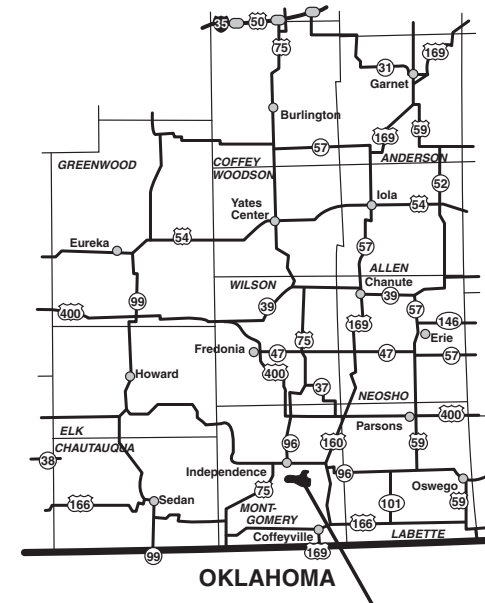 35
50
75
169
31
Garnet
Burlington
169
59
57
ANDERSON
GREENWOOD
COFFEY
WOODSON
52
Iola
Yates
Center
54
54
Eureka
57
ALLEN
WILSON
Chanute
99
39
39
400
57
169
146
75
Erie
Fredonia
47
47
57
400
Howard
37
NEOSHO
400
Parsons
ELK
CHAUTAUQUA
96
160
59
38
Independence
96
Oswego
75
166
Sedan
101
59
MONT-
GOMERY
166
Coffeyville
LABETTE
99
169
OKLAHOMA